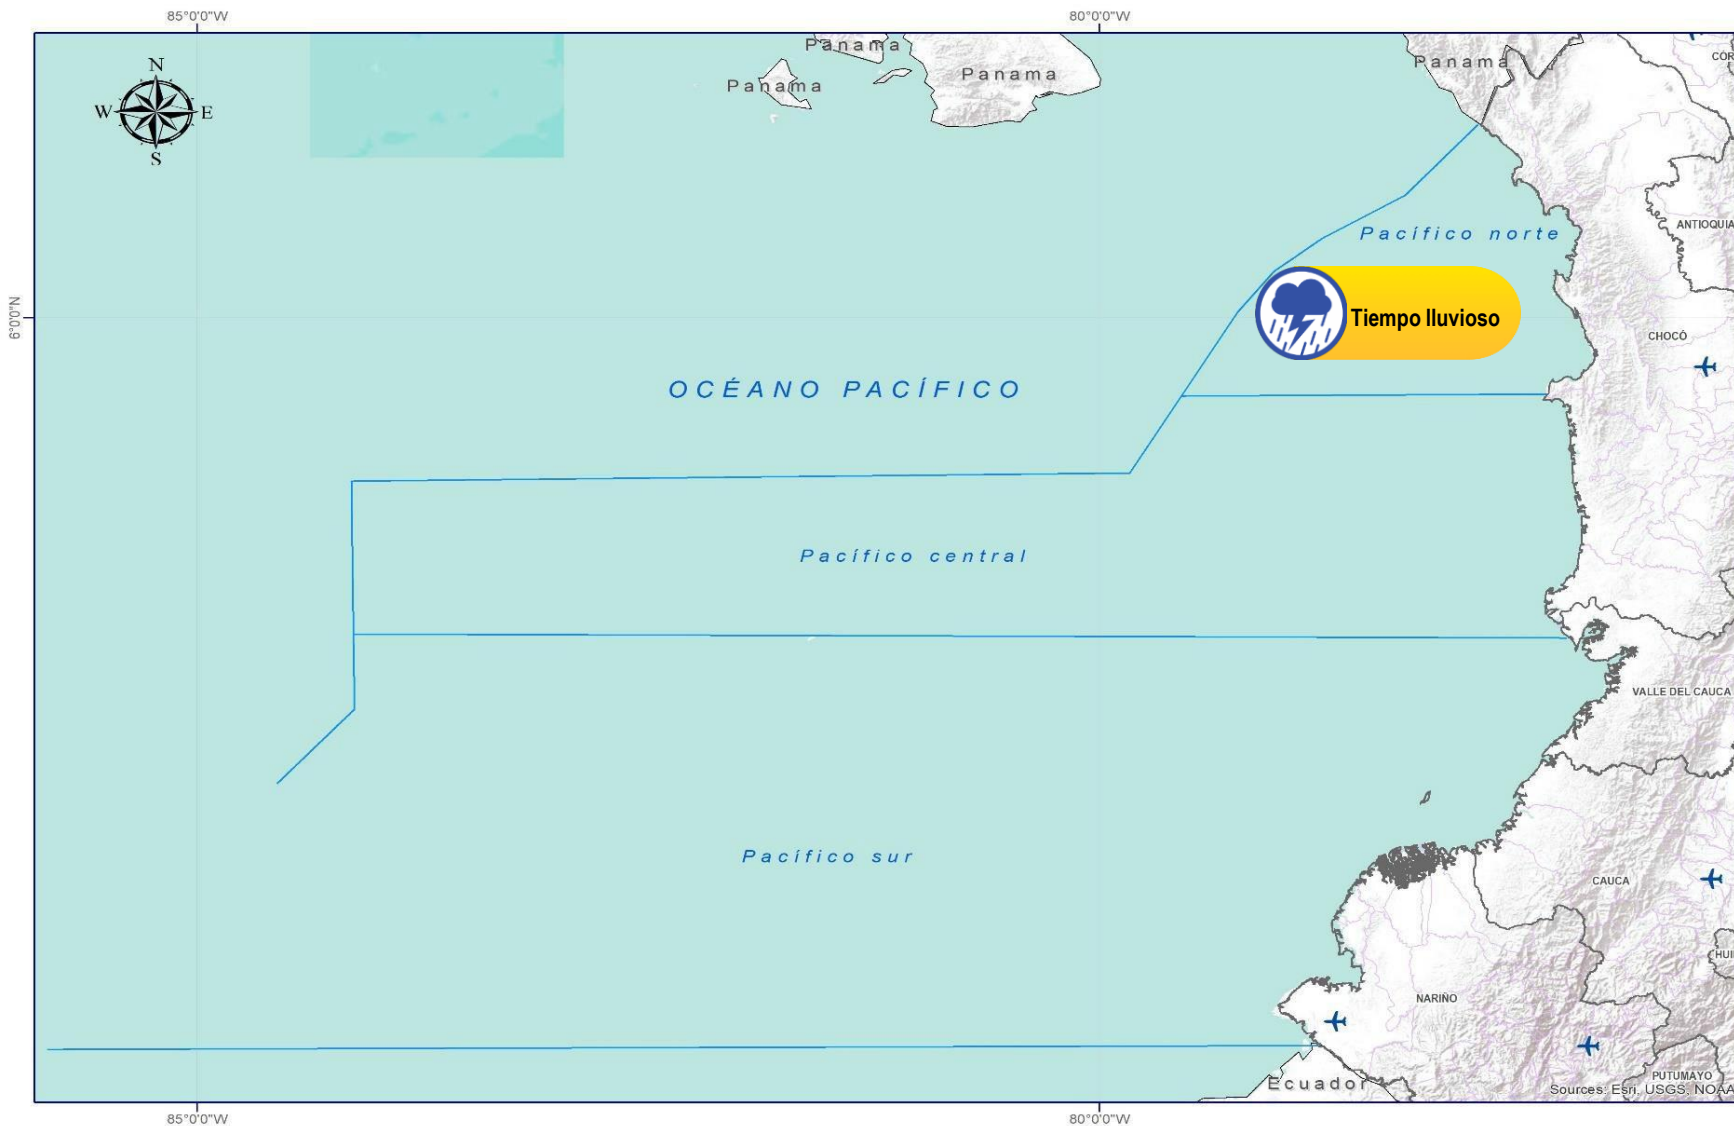 85°0'0"W
80°0'0"W
Panama
Panama
Panama
Panama
CÓR
N
W
E
S
ANTIOQUIA
Pacífico norte
6°0'0"N
Tiempo lluvioso
CHOCÓ
OCÉANO PACÍFICO
Pacífico central
VALLE DEL CAUCA
Pacífico sur
CAUCA
HUI
NARIÑO
PUTUMAYO
Ecuador
Sources: Esri, USGS, NOAA
85°0'0"W
80°0'0"W